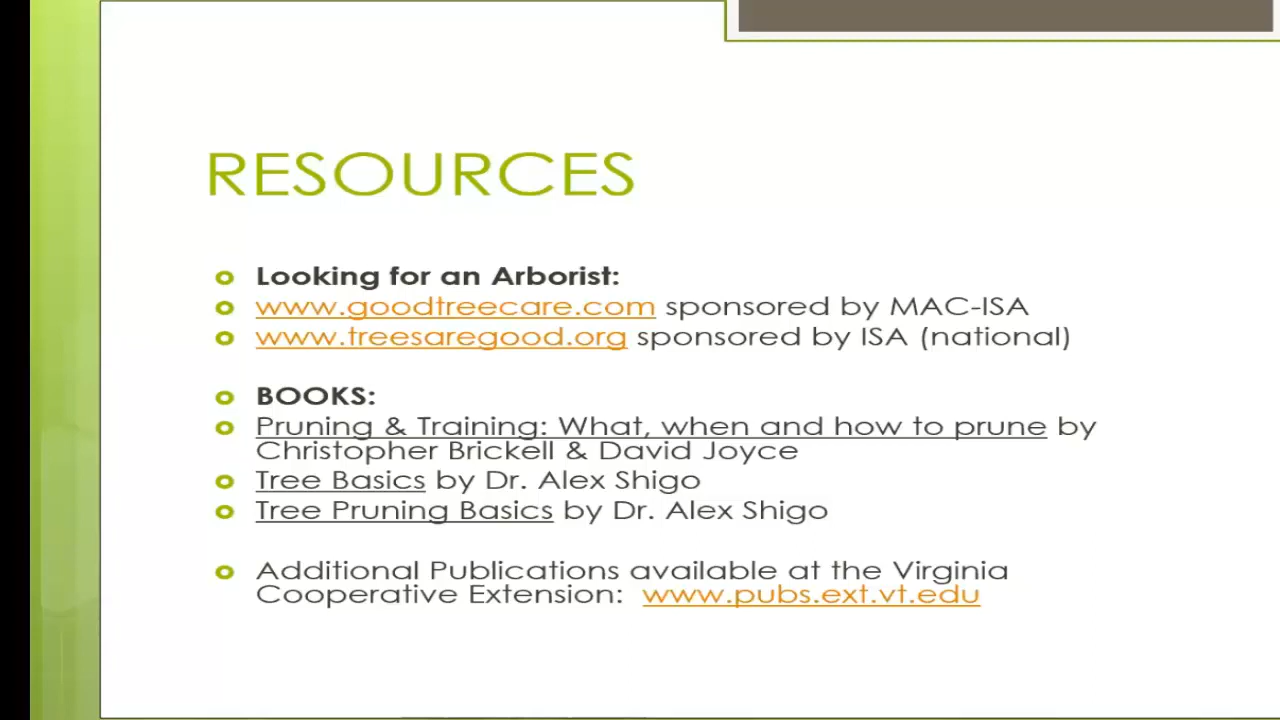 RESOURCES
Looking for an Arborist:
www.goodtreecare.com sponsored by MAC-ISA
www.treesaregood.org sponsored by ISA (national)
BOOKS:
Pruning & Training: What, when and how to prune by
Christopher Brickell & David Joyce
Tree Basics by Dr. Alex Shigo
Tree Pruning Basics by Dr. Alex Shigo
Additional Publications available at the Virginia
Cooperative Extension: www.pubs.ext.vt.edu